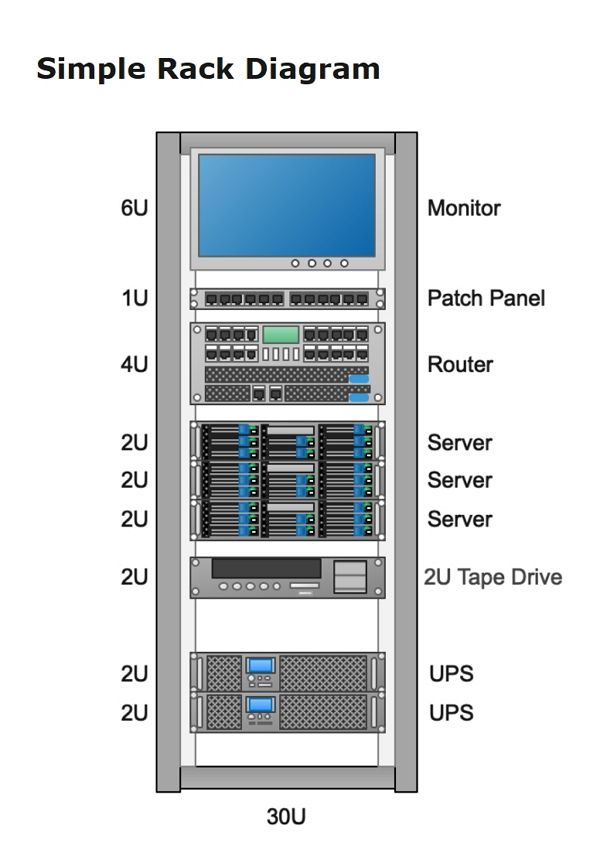 Simple Rack Diagram
6U Monitor
1U Patch Panel
4U Router
2U Server
2U Server
2U Server
2U 2U Tape Drive
2U UPS
2U UPS
30U